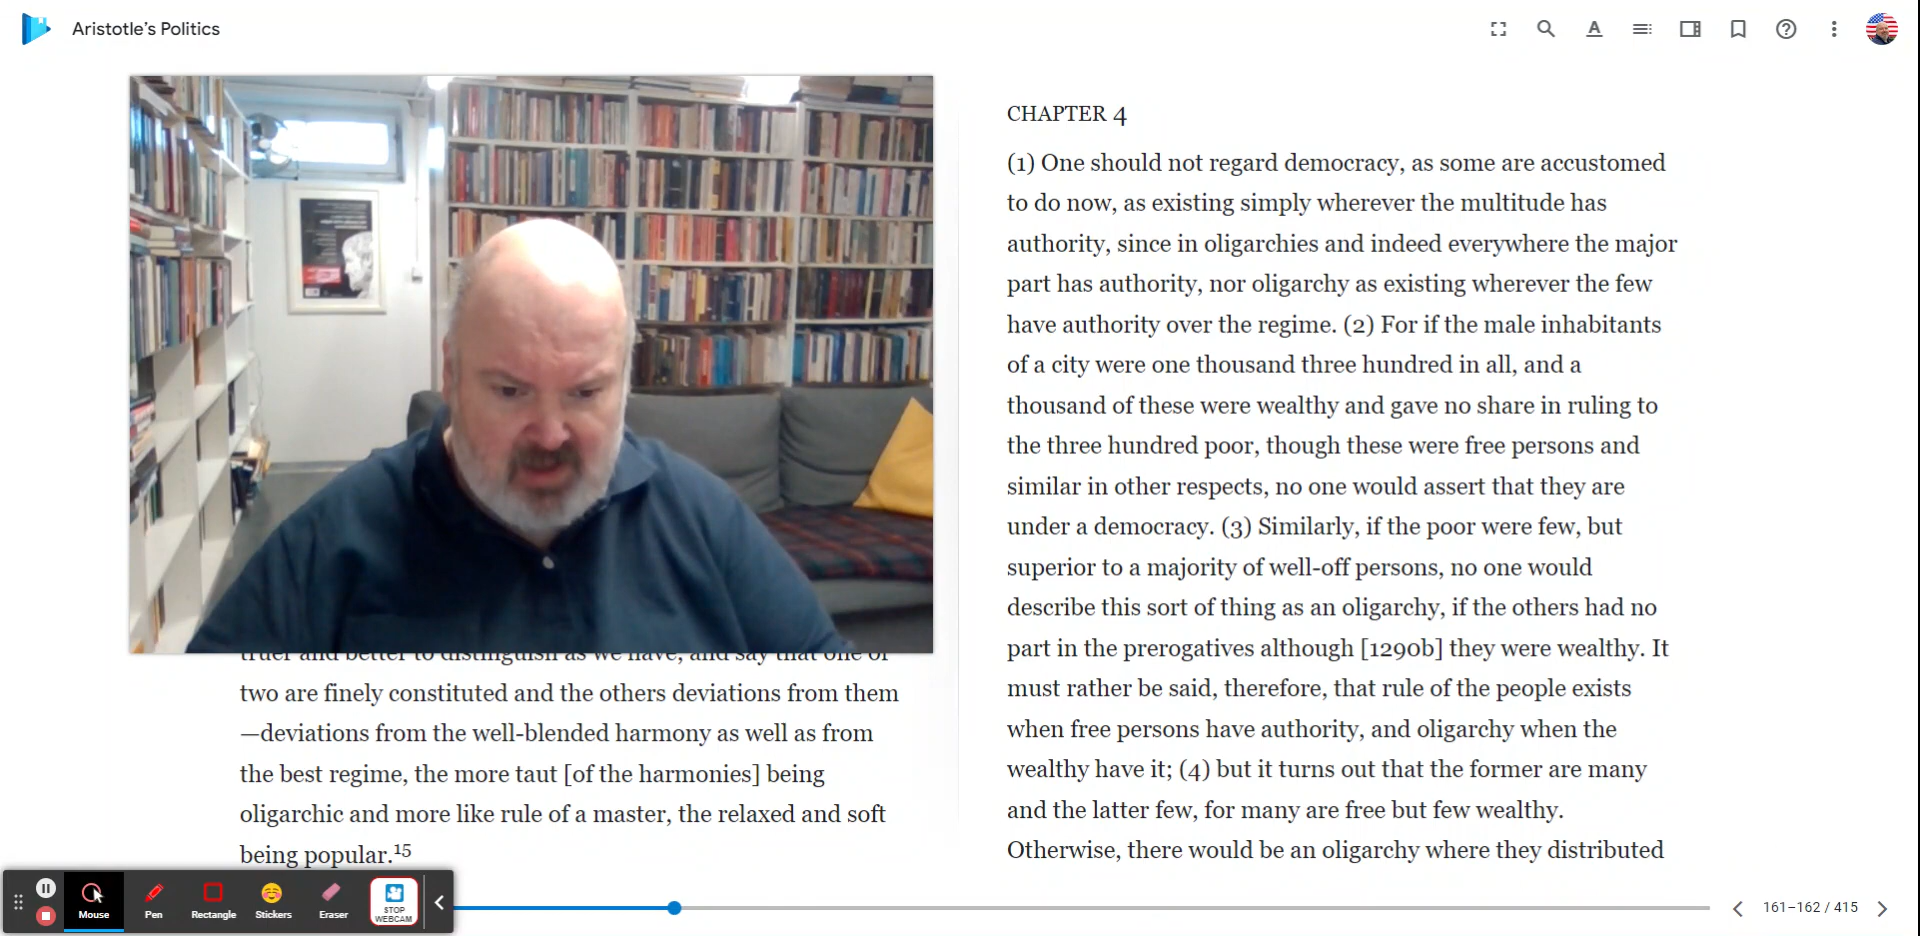 Aristotle's Politics
truer and better to distinguish as we have, and say that one or
two are finely constituted and the others deviations from them
—deviations from the well-blended harmony as well as from
the best regime, the more taut [of the harmonies] being
oligarchic and more like rule of a master, the relaxed and soft
being popular.¹⁵
CHAPTER 4
(1) One should not regard democracy, as some are accustomed
to do now, as existing simply wherever the multitude has
authority, since in oligarchies and indeed everywhere the major
part has authority, nor oligarchy as existing wherever the few
have authority over the regime. (2) For if the male inhabitants
of a city were one thousand three hundred in all, and a
thousand of these were wealthy and gave no share in ruling to
the three hundred poor, though these were free persons and
similar in other respects, no one would assert that they are
under a democracy. (3) Similarly, if the poor were few, but
superior to a majority of well-off persons, no one would
describe this sort of thing as an oligarchy, if the others had no
part in the prerogatives although [1290b] they were wealthy. It
must rather be said, therefore, that rule of the people exists
when free persons have authority, and oligarchy when the
wealthy have it; (4) but it turns out that the former are many
and the latter few, for many are free but few wealthy.
Otherwise, there would be an oligarchy where they distributed
Mouse
Pen
Rectangle
Stickers
Eraser
STOP
WEBCAM
161–162 / 415